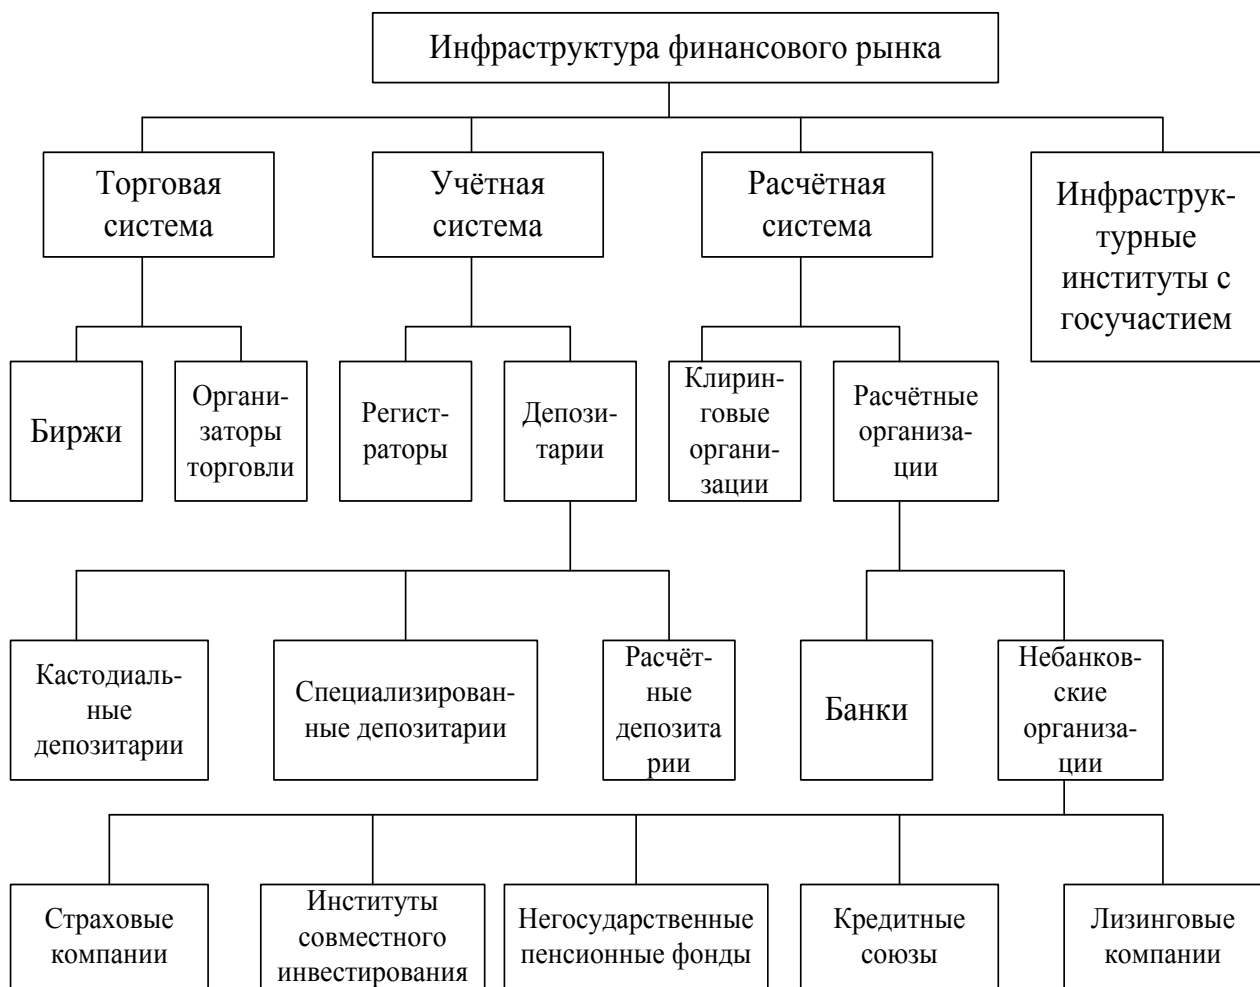 Инфраструктура финансового рынка
Торговая
система
Учётная
система
Расчётная
система
Инфраструк-
турные
институты с
госучастием
Биржи
Органи-
заторы
торговли
Регист-
раторы
Депози-
тарии
Клирин-
говые
органи-
зации
Расчётные
организа-
ции
Кастодиаль-
ные
депозитарии
Специализирован-
ные депозитарии
Расчёт-
ные
депозита
рии
Банки
Небанков-
ские
организа-
ции
Страховые
компании
Институты
совместного
инвестирования
Негосударственные
пенсионные фонды
Кредитные
союзы
Лизинговые
компании